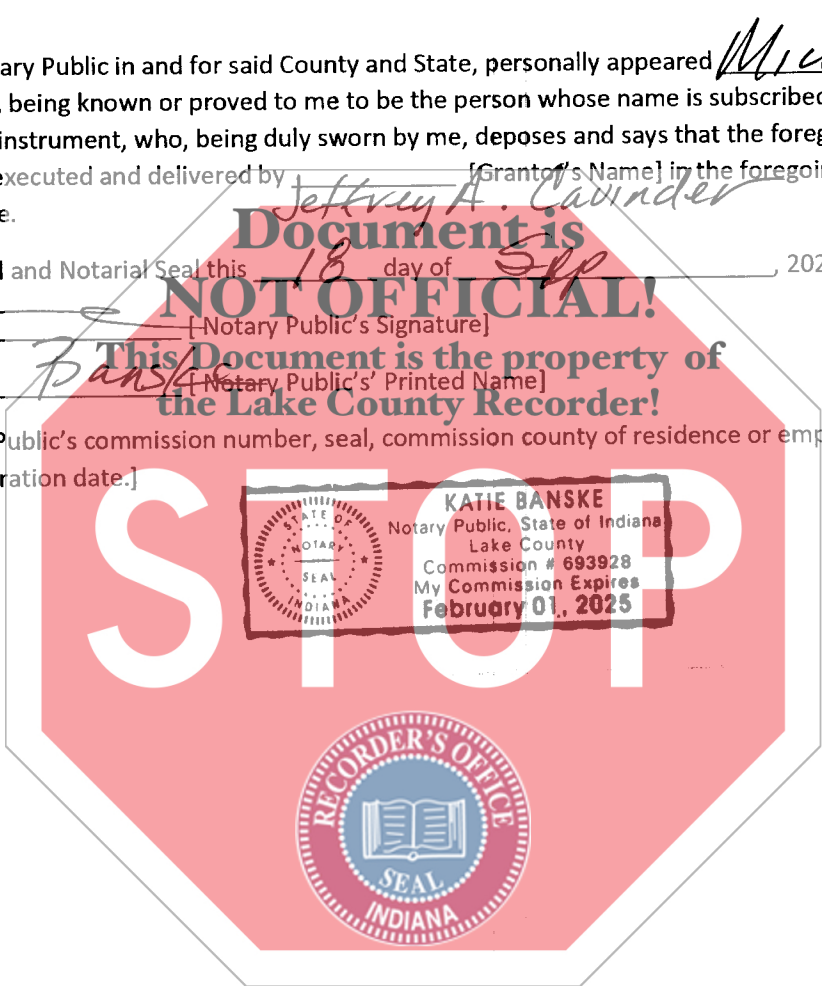 ary Public in and for said County and State, personally appeared Mic
, being known or proved to me to be the person whose name is subscribed
instrument, who, being duly sworn by me, deposes and says that the foreg
executed and delivered by Jeffrey A. Cavinder [Grantor's Name] in the foregoi
e.
Document is
and Notarial Seal this 18 day of Sep, 202
NOT OFFICIAL!
[Notary Public's Signature]
This Document is the property of
Banske [Notary Public's' Printed Name]
the Lake County Recorder!
Public's commission number, seal, commission county of residence or emp
ration date.]
STOP
KATIE BANSKE
Notary Public, State of Indiana
Lake County
Commission # 693928
My Commission Expires
February 01, 2025
STATE OF
NOTARY
SEAL
INDIANA
RECORDER'S OFFICE
SEAL
INDIANA